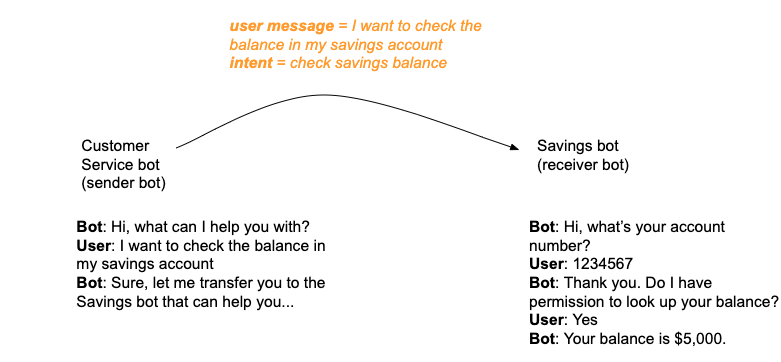 user message = I want to check the
balance in my savings account
intent = check savings balance
Customer
Service bot
(sender bot)
Savings bot
(receiver bot)
Bot: Hi, what can I help you with?
User: I want to check the balance in
my savings account
Bot: Sure, let me transfer you to the
Savings bot that can help you...
Bot: Hi, what’s your account
number?
User: 1234567
Bot: Thank you. Do I have
permission to look up your balance?
User: Yes
Bot: Your balance is $5,000.